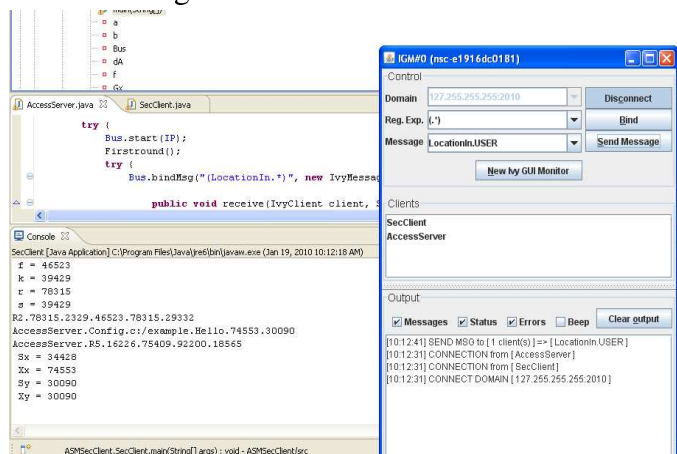 main(String[])
a
b
Bus
dA
f
Gx
AccessServer.java
SecClient.java
try {
Bus.start(IP);
Firstround();
try {
Bus.bindMsg("(LocationIn.*)", new IvyMessag
public void receive(IvyClient client, S
Console
SecClient [Java Application] C:\Program Files\Java\jre6\bin\javaw.exe (Jan 19, 2010 10:12:18 AM)
f = 46523
k = 39429
r = 78315
s = 39429
R2.78315.2329.46523.78315.29332
AccessServer.Config.c:/example.Hello.74553.30090
AccessServer.R5.16226.75409.92200.18565
Sx = 34428
Xx = 74553
Sy = 30090
Xy = 30090
ASMSecClient.SecClient.main(String[] args) : void - ASMSecClient/src
IGM#0 (nsc-e1916dc0181)
Control
Domain 127.255.255.255:2010 Disconnect
Reg. Exp. (.*) Bind
Message LocationIn.USER Send Message
New Ivy GUI Monitor
Clients
SecClient
AccessServer
Output
Messages Status Errors Beep Clear output
[10:12:41] SEND MSG to [ 1 client(s) ] => [ LocationIn.USER ]
[10:12:31] CONNECTION from [ AccessServer ]
[10:12:31] CONNECTION from [ SecClient ]
[10:12:31] CONNECT DOMAIN [ 127.255.255.255:2010 ]